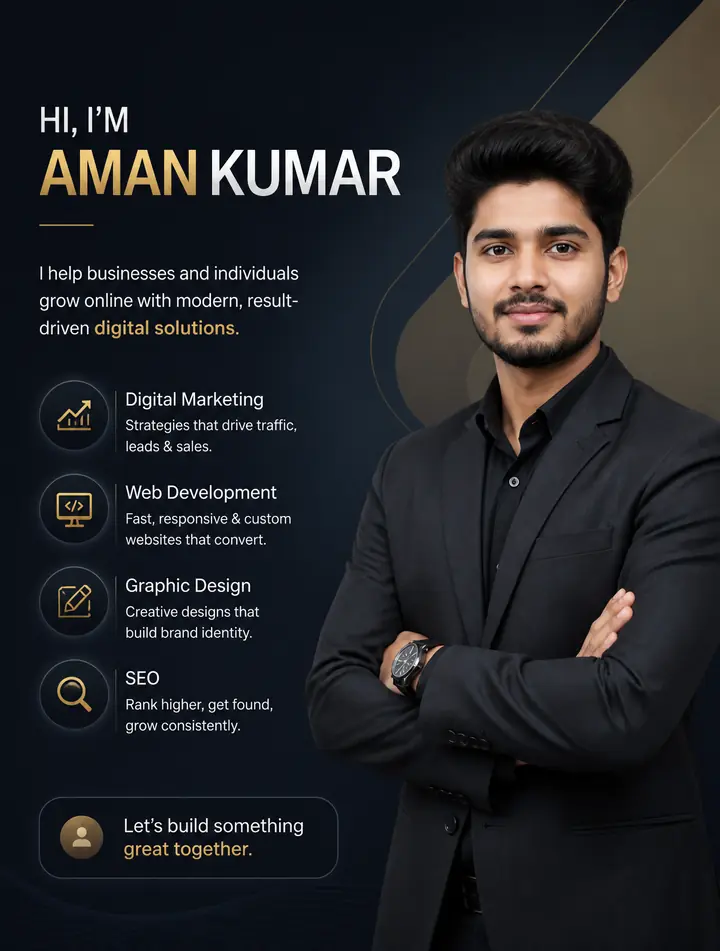 HI, I'M
AMAN KUMAR
I help businesses and individuals
grow online with modern, result-
driven digital solutions.
Digital Marketing
Strategies that drive traffic,
leads & sales.
</>
Web Development
Fast, responsive & custom
websites that convert.
Graphic Design
Creative designs that
build brand identity.
SEO
Rank higher, get found,
grow consistently.
Let's build something
great together.